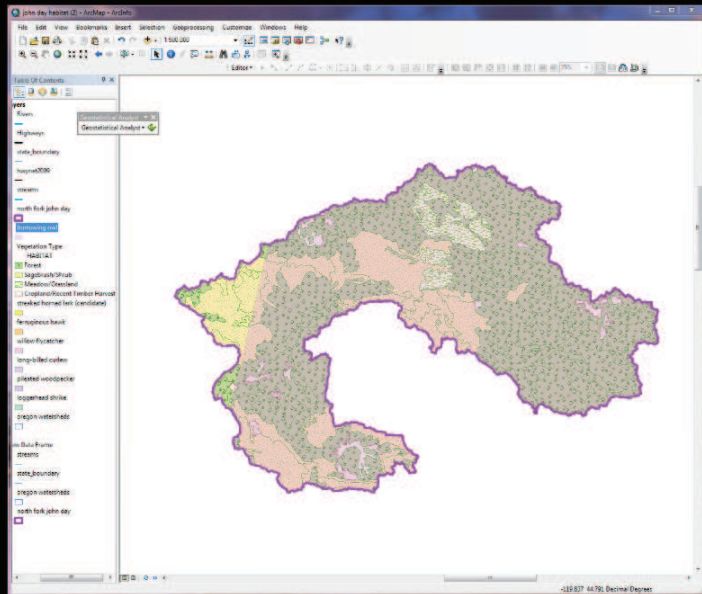 john day habitat (2) - ArcMap - ArcInfo
File Edit View Bookmarks Insert Selection Geoprocessing Customize Windows Help
1:500,000
Editor
Table Of Contents
yers
Rivers
Highways
state_boundary
streams
north fork john day
burrowing owl
Vegetation Type
HABITAT
Forest
Sagebrush/Shrub
Meadow/Grassland
Cropland/Recent Timber Harvest
streaked horned lark (candidate)
ferruginous hawk
willow flycatcher
long-billed curlew
pileated woodpecker
loggerhead shrike
oregon watersheds
Data Frame
streams
state_boundary
oregon watersheds
north fork john day
Geostatistical Analyst
Geostatistical Analyst
-119.637 44.791 Decimal Degrees